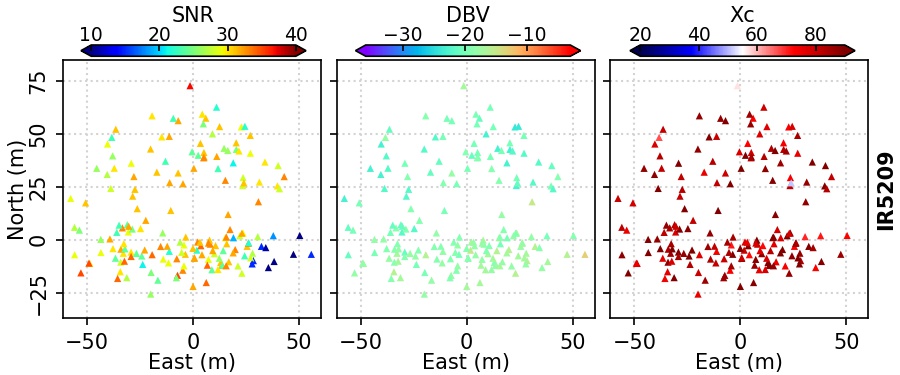 SNR
DBV
Xc
10 20 30 40
−30 −20 −10
20 40 60 80
75
50
25
0
−25
North (m)
−50 0 50
−50 0 50
−50 0 50
East (m)
East (m)
East (m)
IR5209